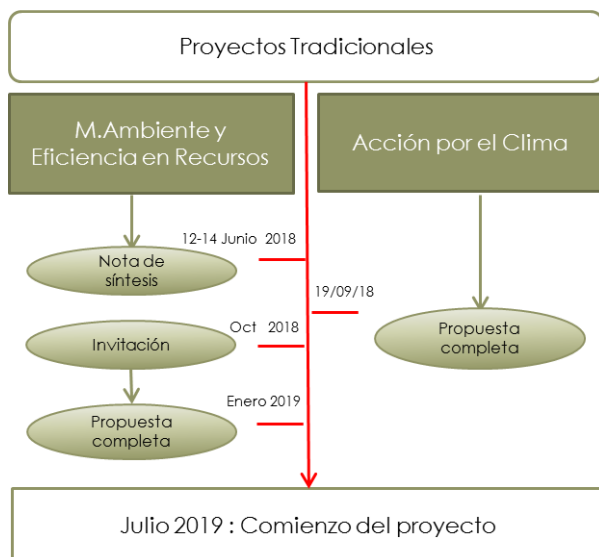 Proyectos Tradicionales
M.Ambiente y
Eficiencia en Recursos
Acción por el Clima
12-14 Junio 2018
Nota de
síntesis
19/09/18
Oct 2018
Invitación
Propuesta
completa
Enero 2019
Propuesta
completa
Julio 2019 : Comienzo del proyecto